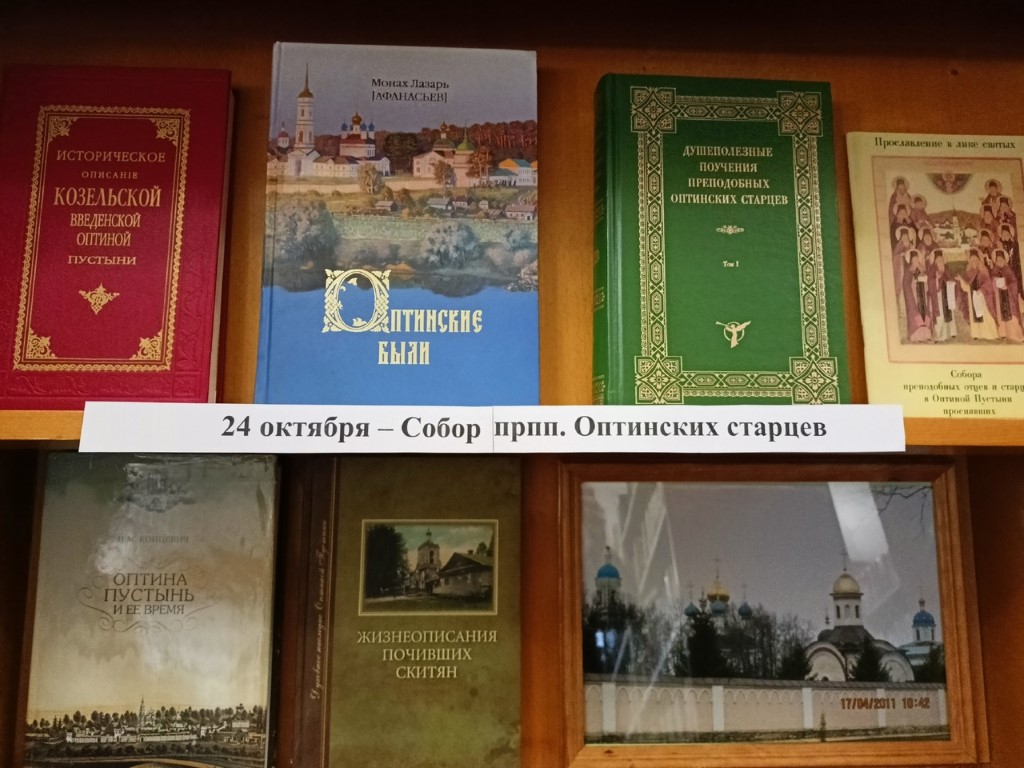 ИСТОРИЧЕСКОЕ
ОПИСАНІЕ
КОЗЕЛЬСКОЙ
ВВЕДЕНСКОЙ
ОПТИНОЙ
ПУСТЫНИ
Монах Лазарь
[АФАНАСЬЕВ]
ОПТИНСКИЕ
БЫЛИ
ДУШЕПОЛЕЗНЫЕ
ПОУЧЕНИЯ
ПРЕПОДОБНЫХ
ОПТИНСКИХ СТАРЦЕВ
Том I
Прославление в лике святых
Собора
преподобных отцев и старц
в Оптиной Пустыни
просиявших
24 октября – Собор прпп. Оптинских старцев
КОНЦЕВИЧ
ОПТИНА
ПУСТЫНЬ
И ЕЕ ВРЕМЯ
ЖИЗНЕОПИСАНИЯ
ПОЧИВШИХ
СКИТЯН
17/04/2011 10:42